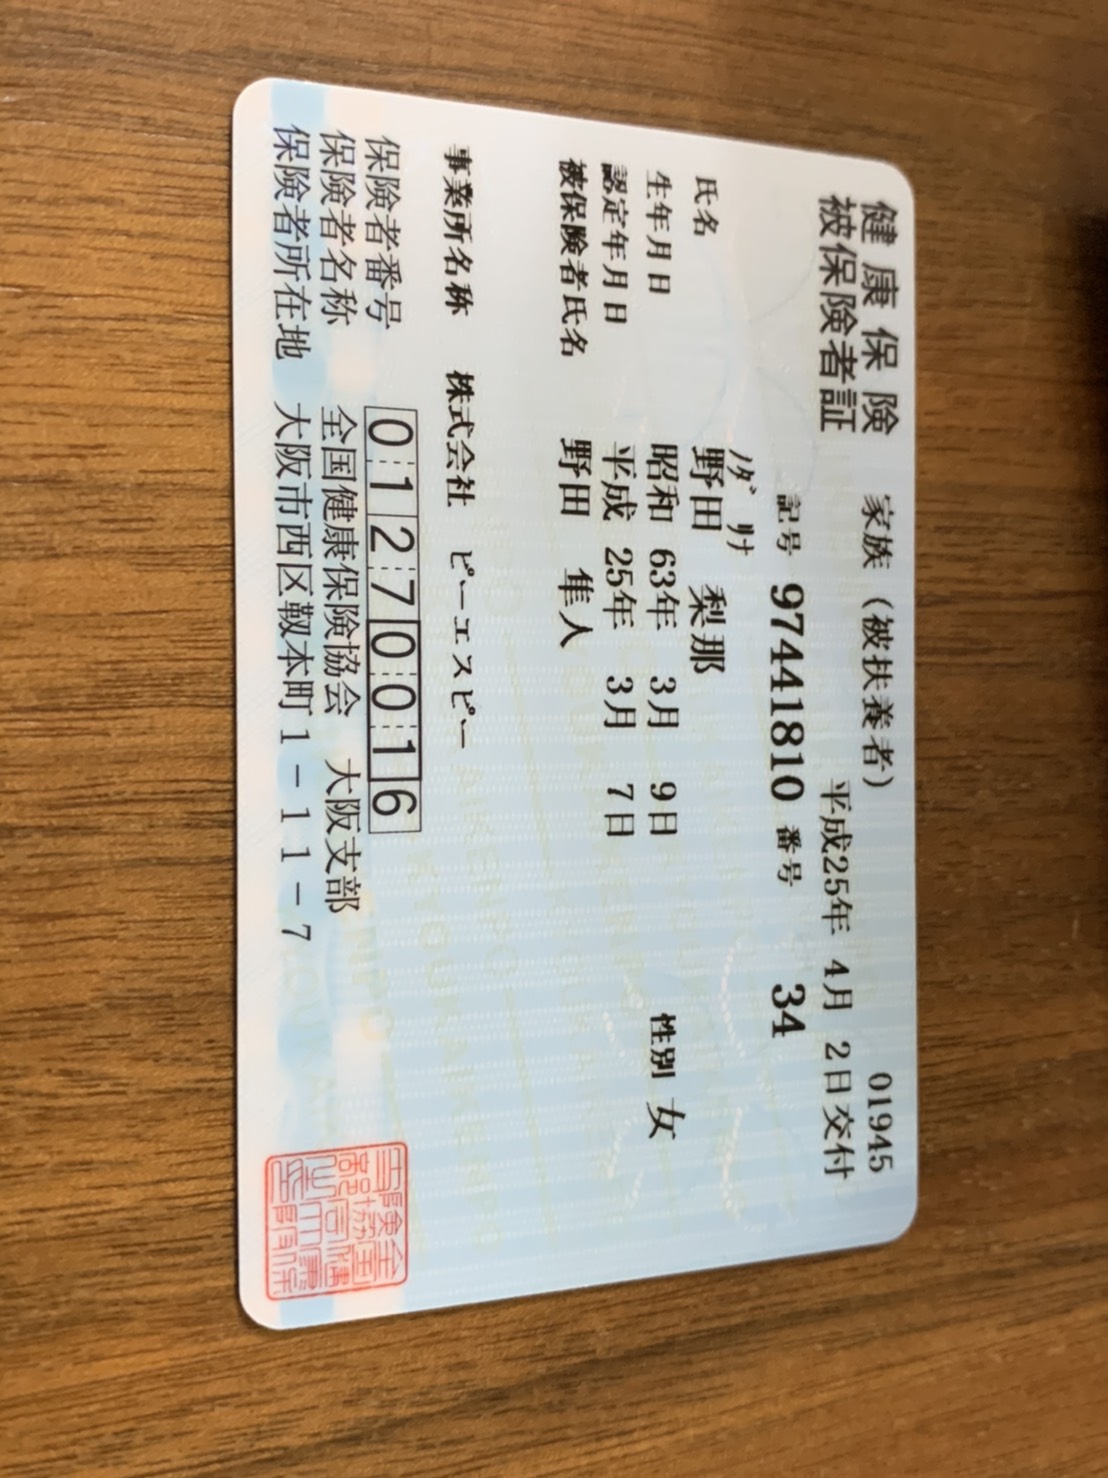 健康保険
被保険者証
家族（被扶養者）
01945
平成25年 4月 2日交付
記号 97441810 番号 34
ﾉﾀﾞ ﾘﾅ
氏名 野田 梨那
生年月日 昭和 63年 3月 9日 性別 女
認定年月日 平成 25年 3月 7日
被保険者氏名 野田 隼人
事業所名称 株式会社 ピーエスピー
保険者番号 01270016
保険者名称 全国健康保険協会 大阪支部
保険者所在地 大阪市西区靱本町1-11-7